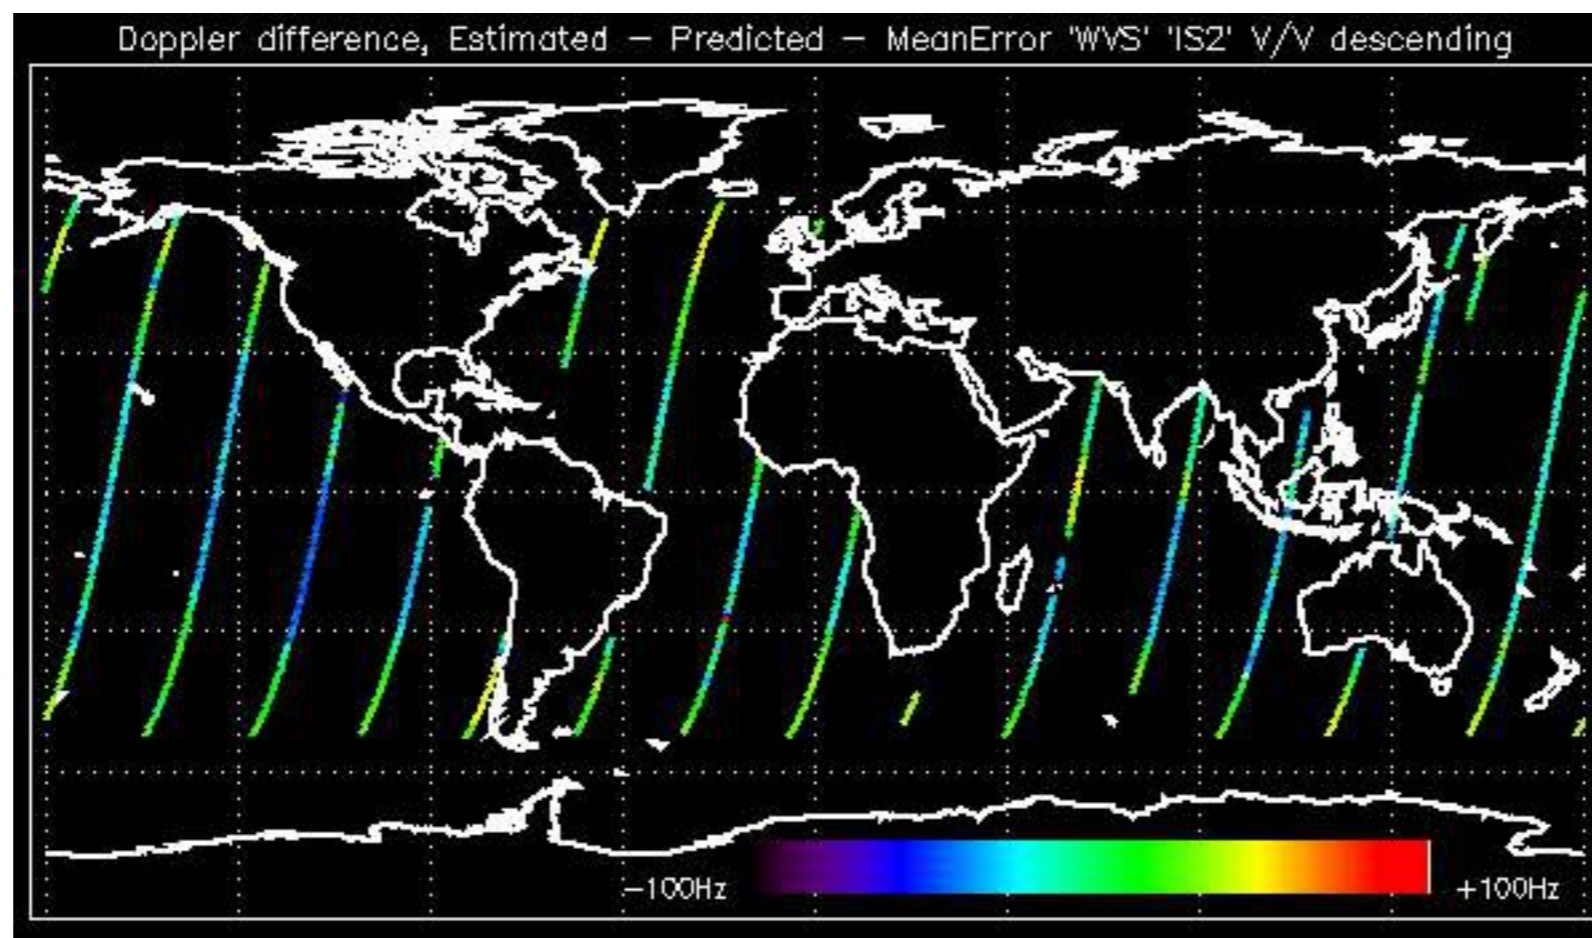 Doppler difference, Estimated – Predicted – MeanError 'WVS' 'IS2' V/V descending
-100Hz +100Hz